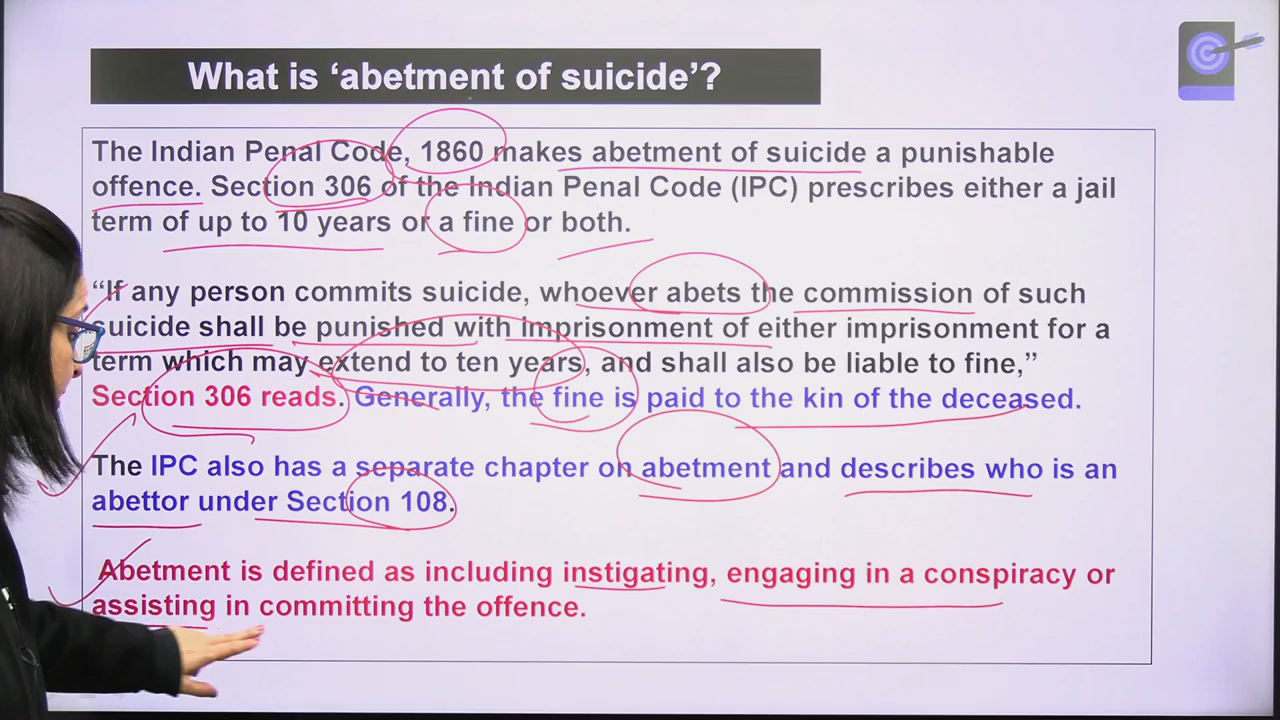 What is ‘abetment of suicide’?
The Indian Penal Code, 1860 makes abetment of suicide a punishable
offence. Section 306 of the Indian Penal Code (IPC) prescribes either a jail
term of up to 10 years or a fine or both.
“If any person commits suicide, whoever abets the commission of such
suicide shall be punished with imprisonment of either imprisonment for a
term which may extend to ten years, and shall also be liable to fine,”
Section 306 reads. Generally, the fine is paid to the kin of the deceased.
The IPC also has a separate chapter on abetment and describes who is an
abettor under Section 108.
Abetment is defined as including instigating, engaging in a conspiracy or
assisting in committing the offence.